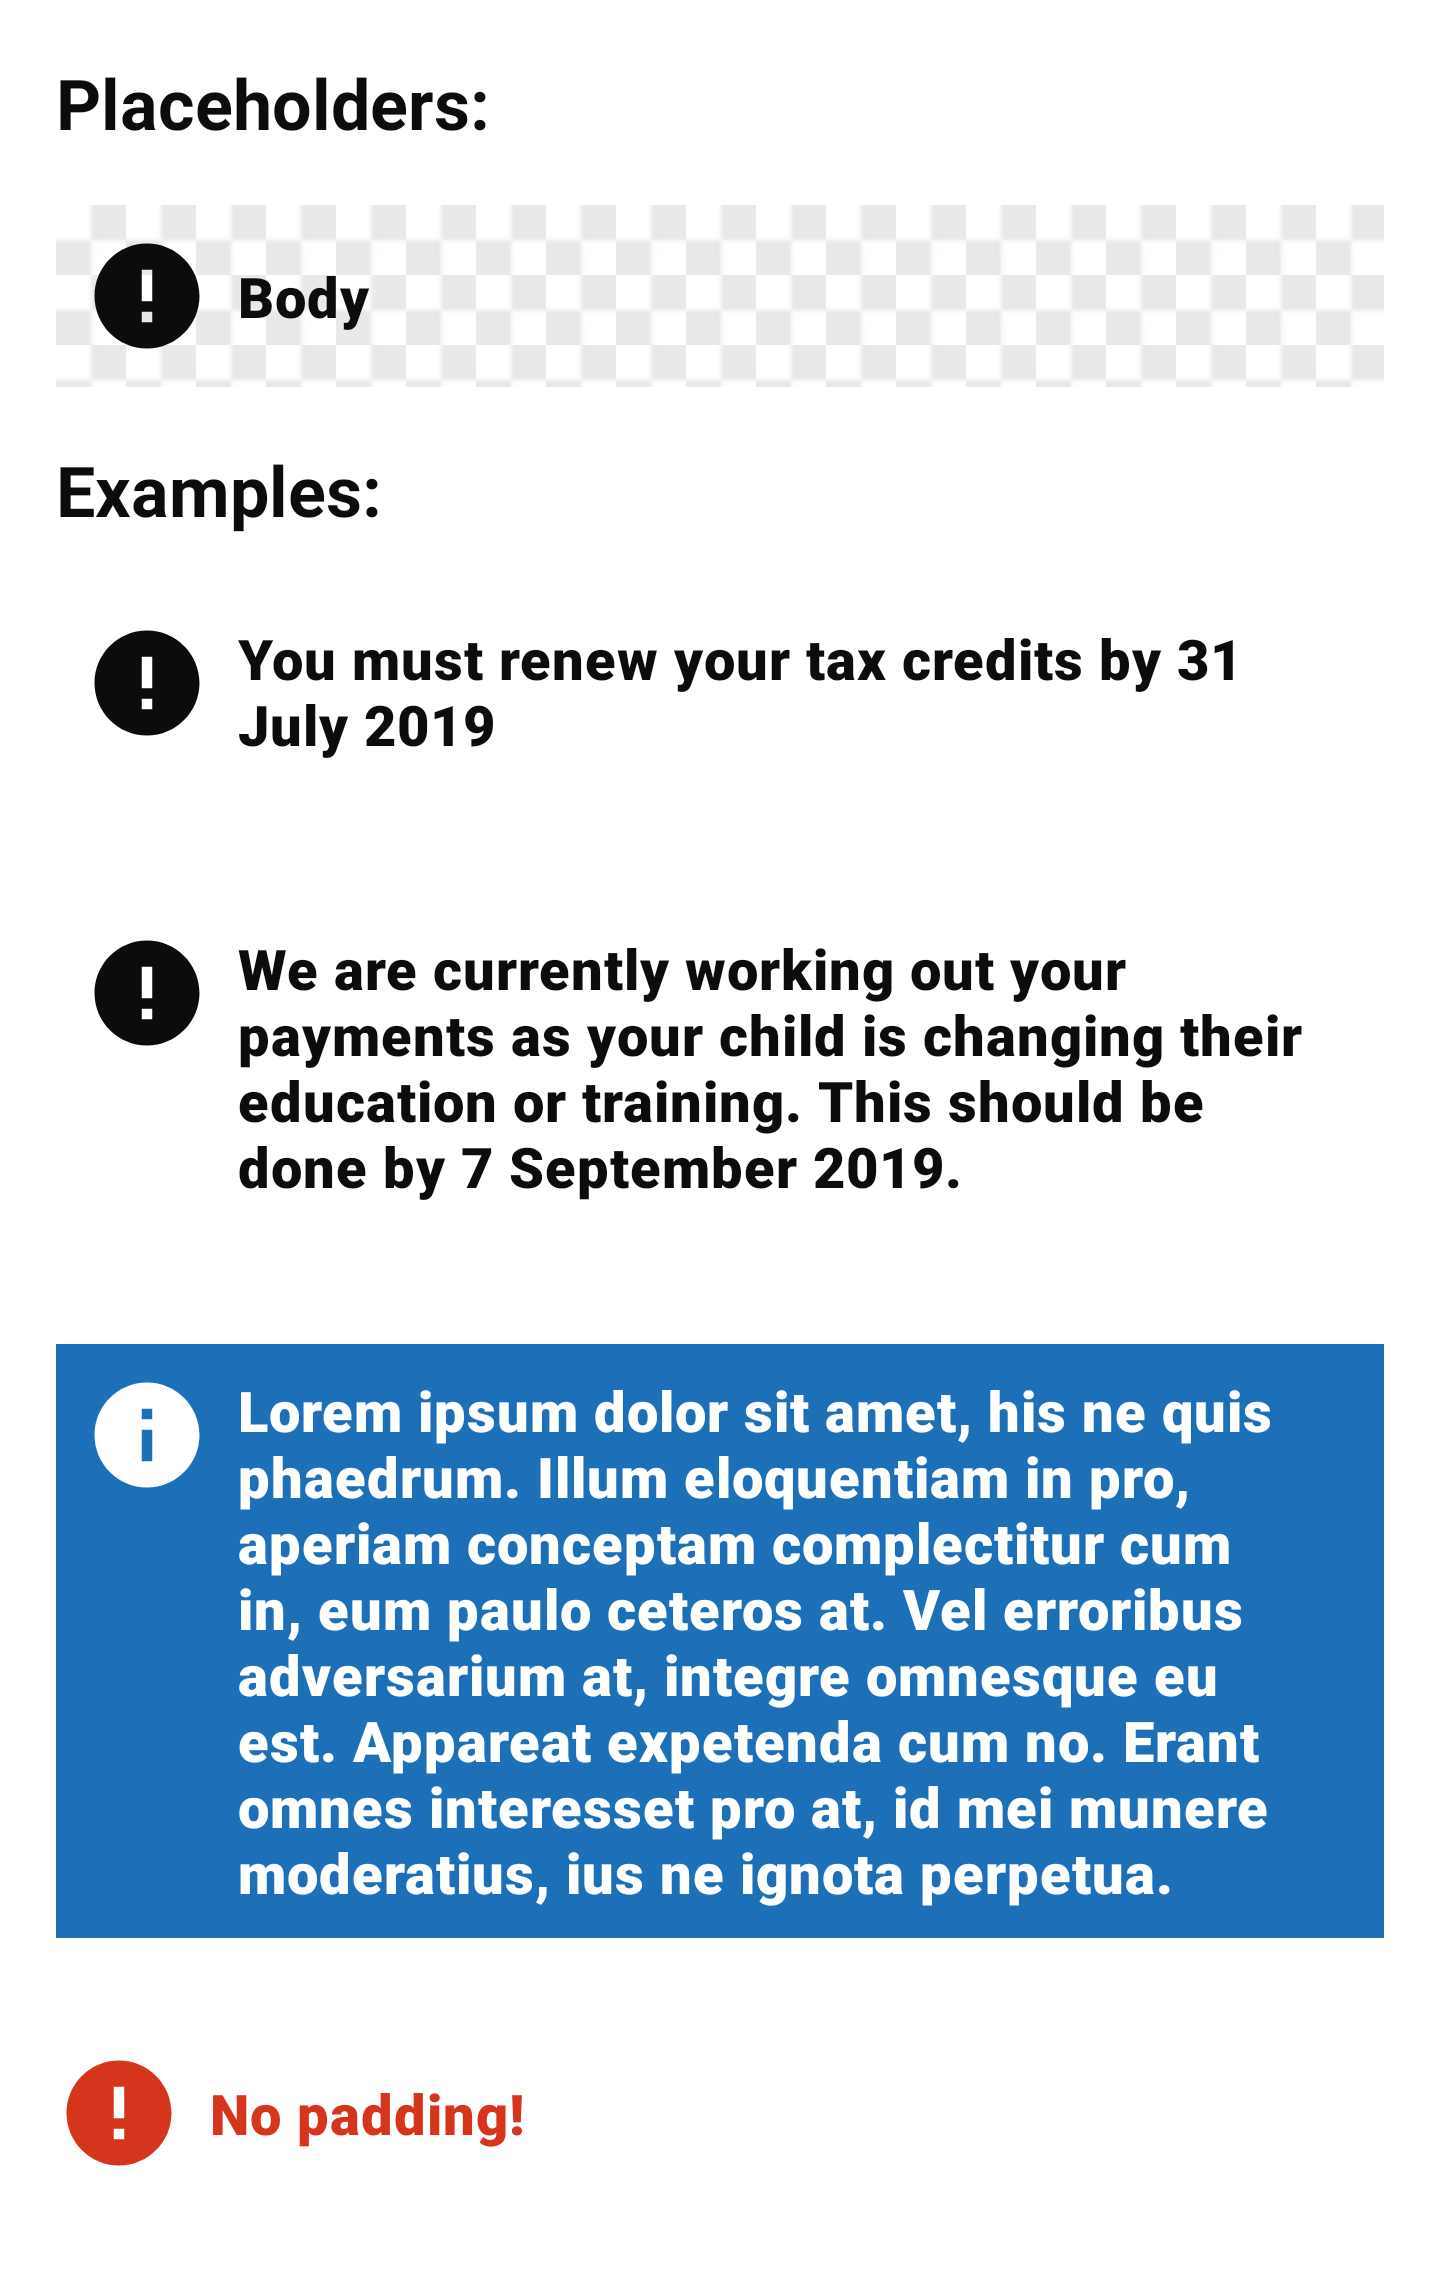 Placeholders:
Body
Examples:
You must renew your tax credits by 31
July 2019
We are currently working out your
payments as your child is changing their
education or training. This should be
done by 7 September 2019.
Lorem ipsum dolor sit amet, his ne quis
phaedrum. Illum eloquentiam in pro,
aperiam conceptam complectitur cum
in, eum paulo ceteros at. Vel erroribus
adversarium at, integre omnesque eu
est. Appareat expetenda cum no. Erant
omnes interesset pro at, id mei munere
moderatius, ius ne ignota perpetua.
No padding!